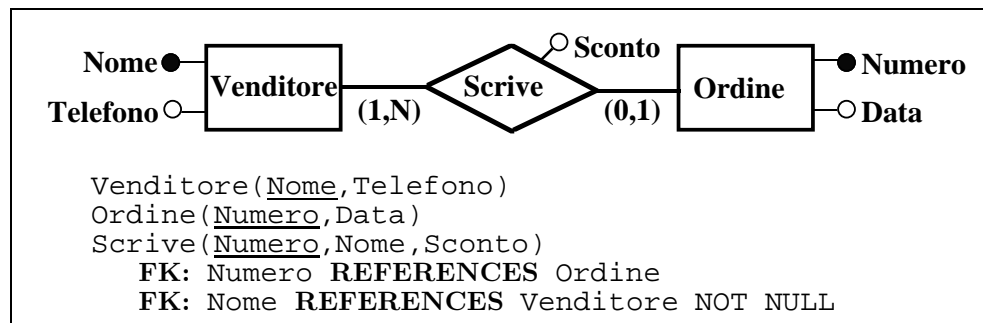 Nome
Telefono
Venditore
(1,N)
Scrive
Sconto
(0,1)
Ordine
Numero
Data
Venditore(Nome,Telefono)
Ordine(Numero,Data)
Scrive(Numero,Nome,Sconto)
FK: Numero REFERENCES Ordine
FK: Nome REFERENCES Venditore NOT NULL